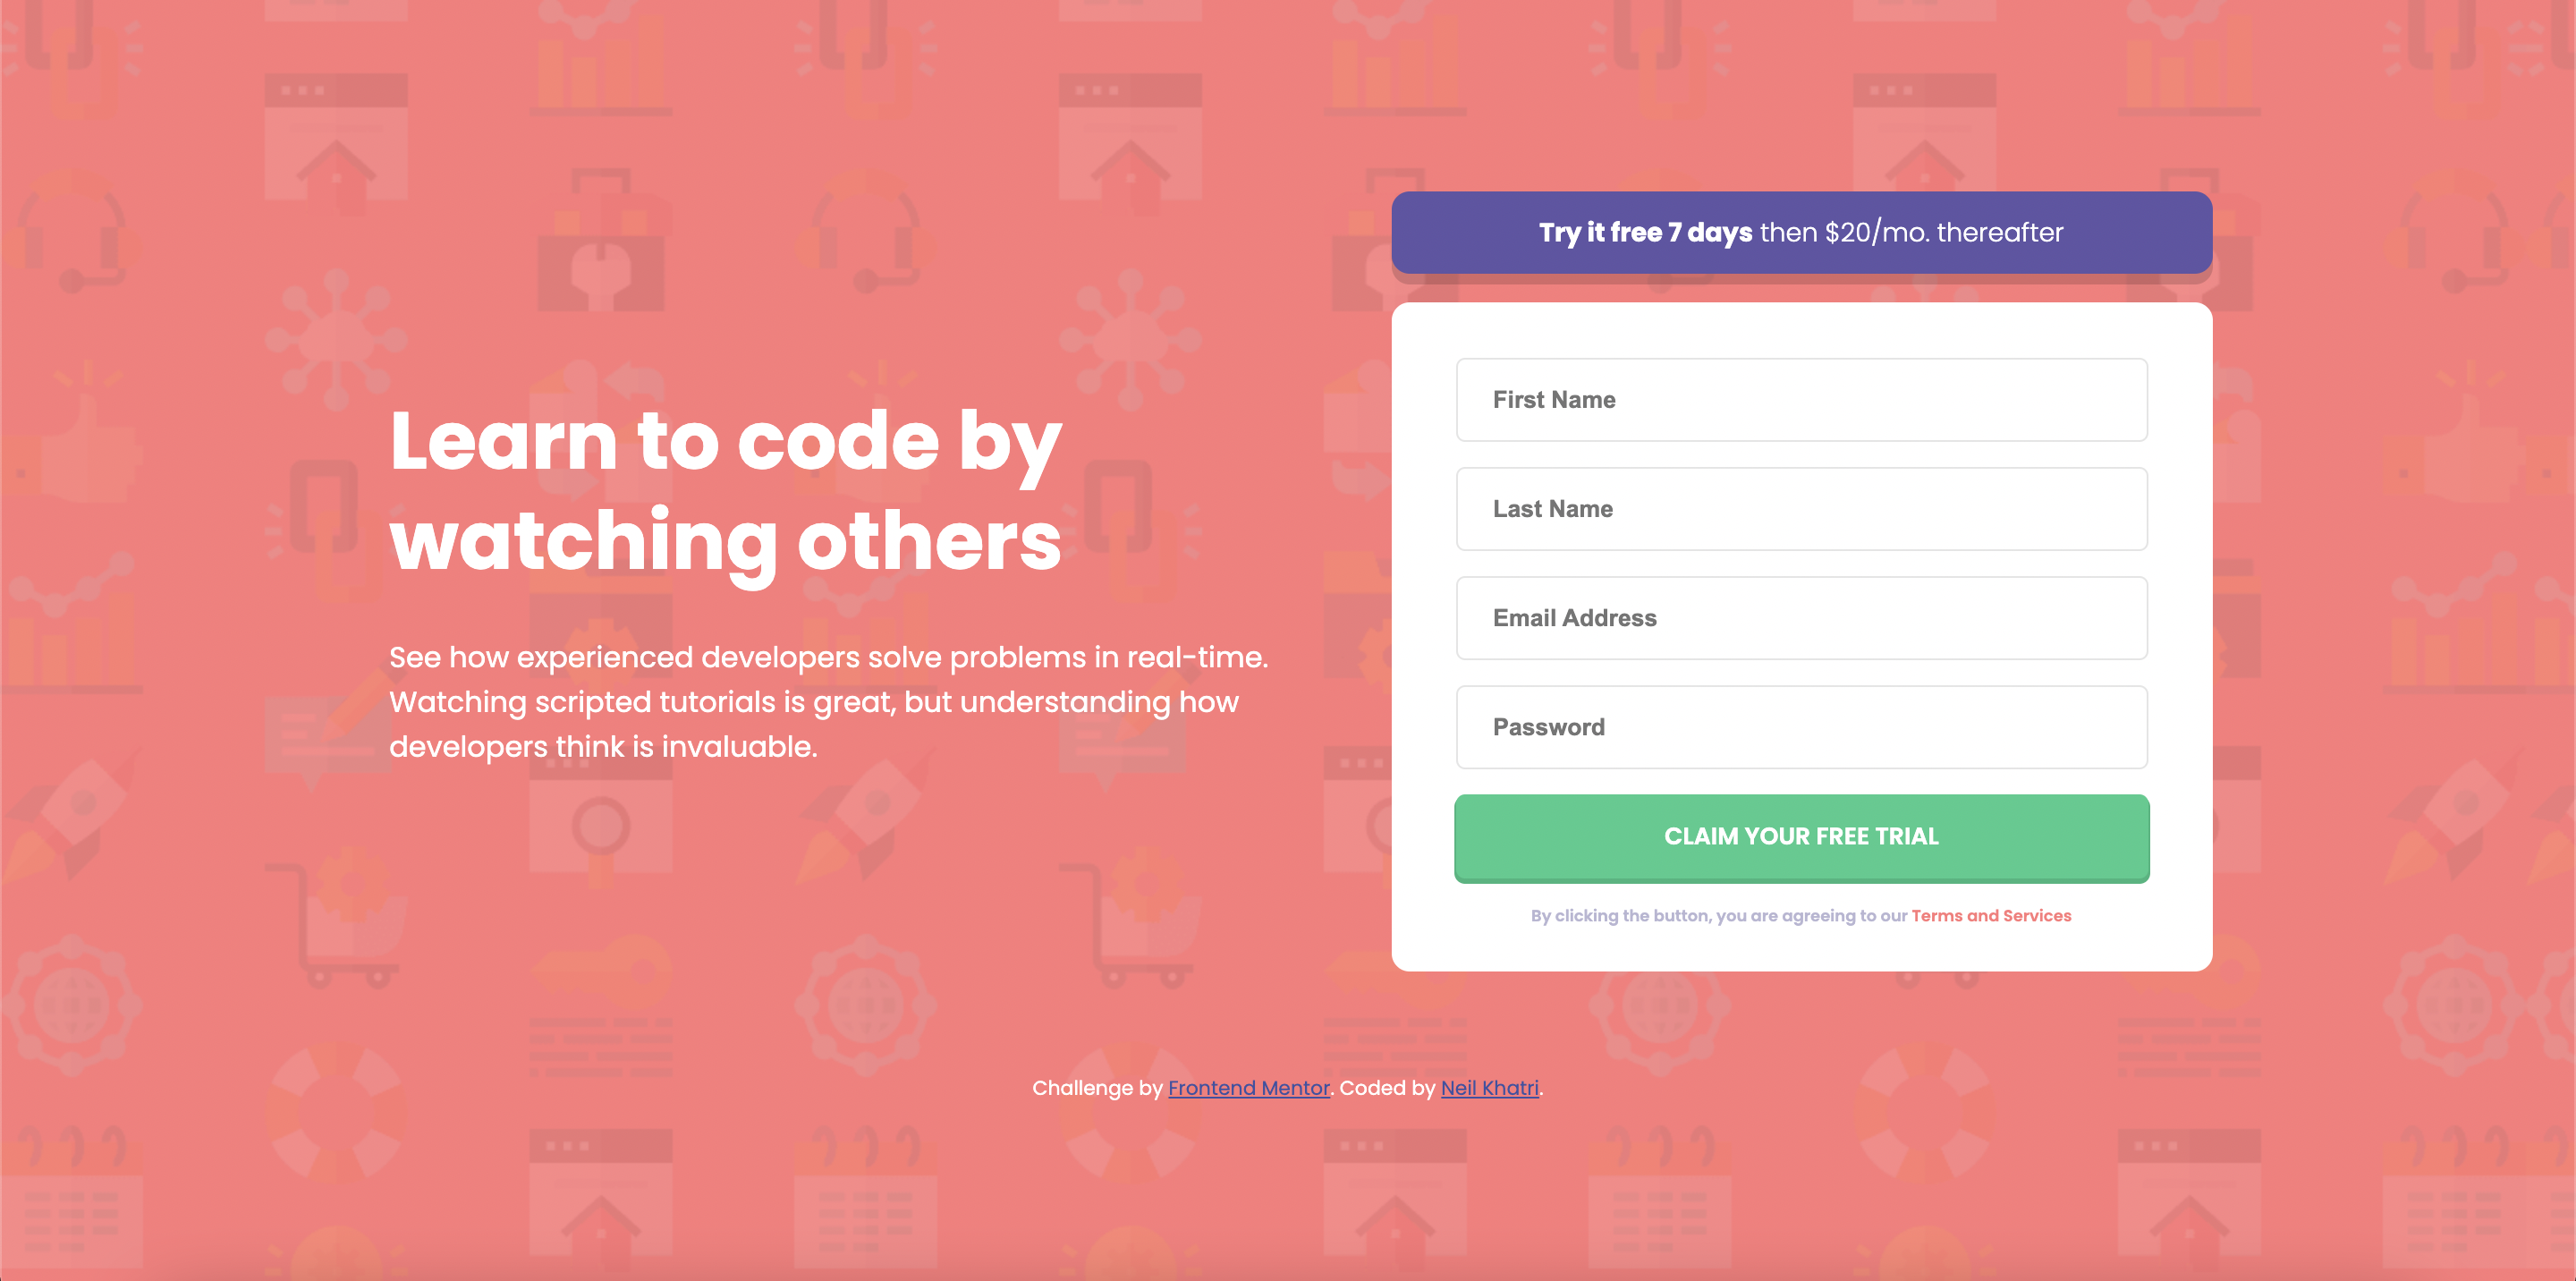 Learn to code by
watching others
See how experienced developers solve problems in real-time.
Watching scripted tutorials is great, but understanding how
developers think is invaluable.
Try it free 7 days then $20/mo. thereafter
First Name
Last Name
Email Address
Password
CLAIM YOUR FREE TRIAL
By clicking the button, you are agreeing to our Terms and Services
Challenge by Frontend Mentor. Coded by Neil Khatri.